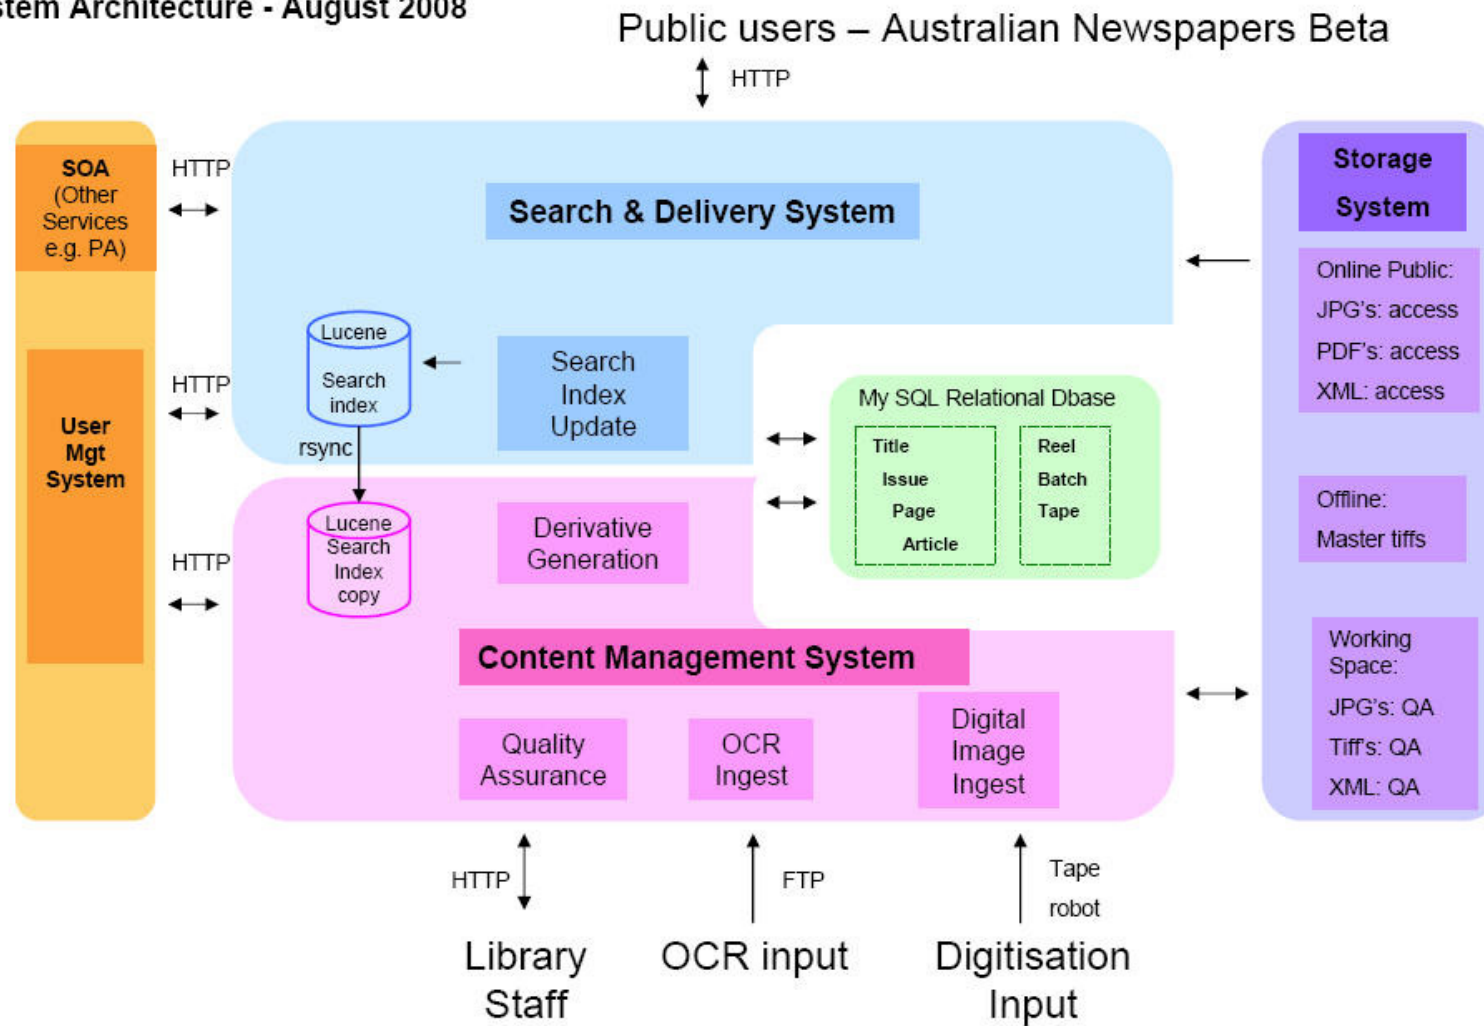 stem Architecture - August 2008
Public users – Australian Newspapers Beta
HTTP
SOA
(Other
Services
e.g. PA)
HTTP
Search & Delivery System
Storage
System
Online Public:
JPG's: access
PDF's: access
XML: access
Lucene
Search
index
Search
Index
Update
HTTP
User
Mgt
System
rsync
My SQL Relational Dbase
Title
Issue
Page
Article
Reel
Batch
Tape
Offline:
Master tiffs
Lucene
Search
Index
copy
Derivative
Generation
HTTP
Content Management System
Working
Space:
JPG's: QA
Tiff's: QA
XML: QA
Quality
Assurance
OCR
Ingest
Digital
Image
Ingest
HTTP
FTP
Tape
robot
Library
Staff
OCR input
Digitisation
Input